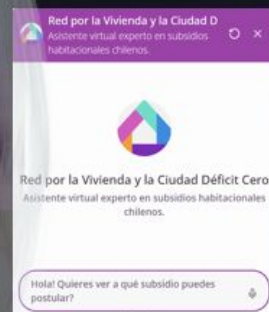 Red por la Vivienda y la Ciudad D
Asistente virtual experto en subsidios
habitacionales chilenos.
Red por la Vivienda y la Ciudad Déficit Cero
Asistente virtual experto en subsidios habitacionales
chilenos.
Hola! Quieres ver a qué subsidio puedes
postular?